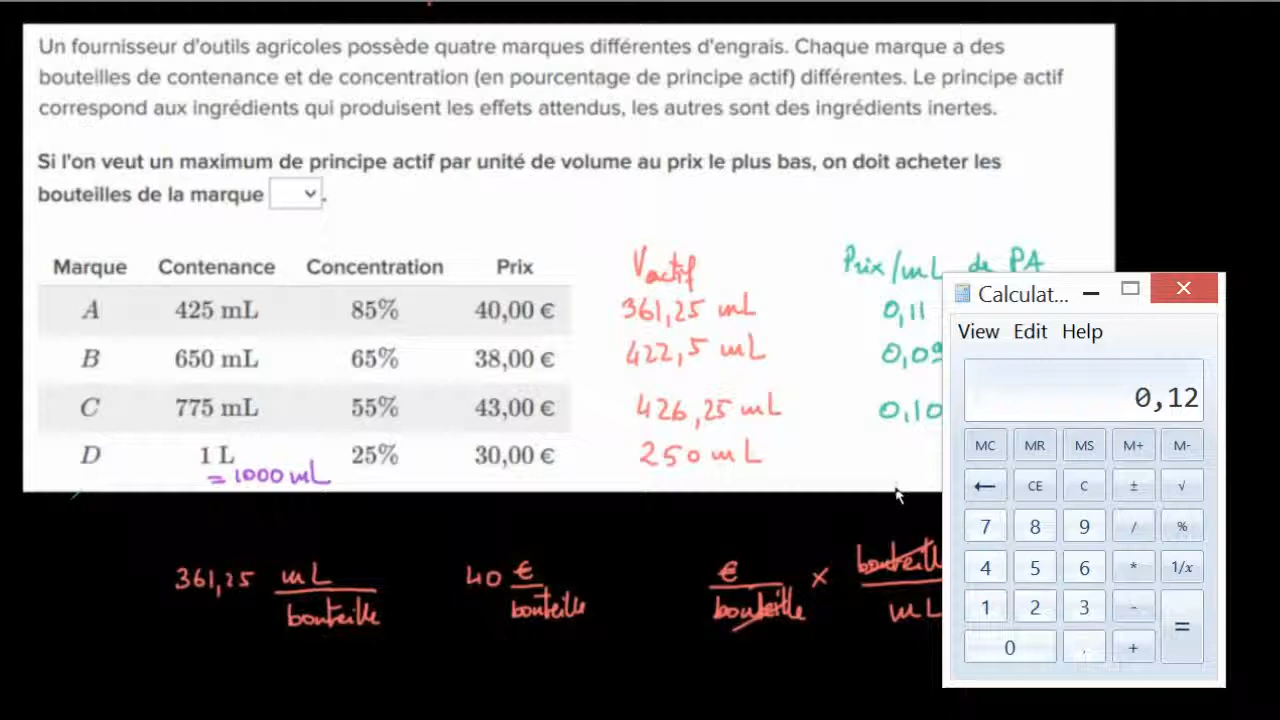 Un fournisseur d'outils agricoles possède quatre marques différentes d'engrais. Chaque marque a des
bouteilles de contenance et de concentration (en pourcentage de principe actif) différentes. Le principe actif
correspond aux ingrédients qui produisent les effets attendus, les autres sont des ingrédients inertes.
Si l'on veut un maximum de principe actif par unité de volume au prix le plus bas, on doit acheter les
bouteilles de la marque .
Marque Contenance Concentration Prix Vactif Prix/mL de PA
A 425 mL 85% 40,00 € 361,25 mL 0,11
B 650 mL 65% 38,00 € 422,5 mL 0,09
C 775 mL 55% 43,00 € 426,25 mL 0,10
D 1 L 25% 30,00 € 250 mL
= 1000 mL
361,25 mL/bouteille 40 €/bouteille €/bouteille × bouteille/mL
Calculat...
View Edit Help
0,12
MC MR MS M+ M-
← CE C ± √
7 8 9 / %
4 5 6 * 1/x
1 2 3 - =
0 , +